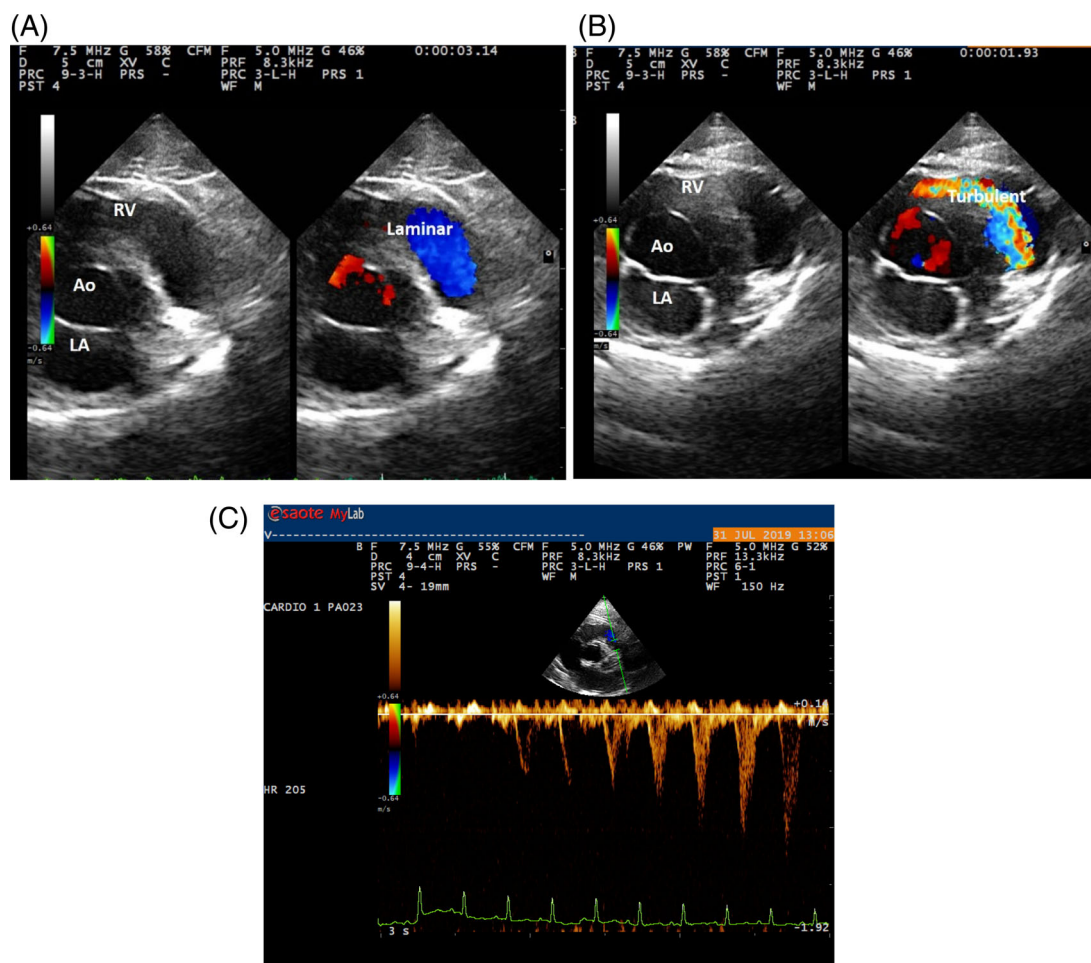 (A)
F 7.5 MHz G 58% CFM F 5.0 MHz G 46% 0:00:03.14
D 5 cm XV C PRF 8.3kHz
PRC 9-3-H PRS - PRC 3-L-H PRS 1
PST 4 WF M
RV
Laminar
+0.64
Ao
LA
-0.64
m/s
(B)
F 7.5 MHz G 58% CFM F 5.0 MHz G 46% 0:00:01.93
D 5 cm XV C PRF 8.3kHz
PRC 9-3-H PRS - PRC 3-L-H PRS 1
PST 4 WF M
RV
Turbulent
+0.64
Ao
LA
-0.64
m/s
(C)
esaote MyLab
V
31 JUL 2019 13:06
B F 7.5 MHz G 55% CFM F 5.0 MHz G 46% PW F 5.0 MHz G 52%
D 4 cm XV C PRF 8.3kHz PRF 13.3kHz
PRC 9-4-H PRS - PRC 3-L-H PRS 1 PRC 6-1
PST 4 WF M PST 1
SV 4- 19mm WF 150 Hz
CARDIO 1 PA023
+0.64
m/s
HR 205
-0.64
m/s
3 s
-1.92